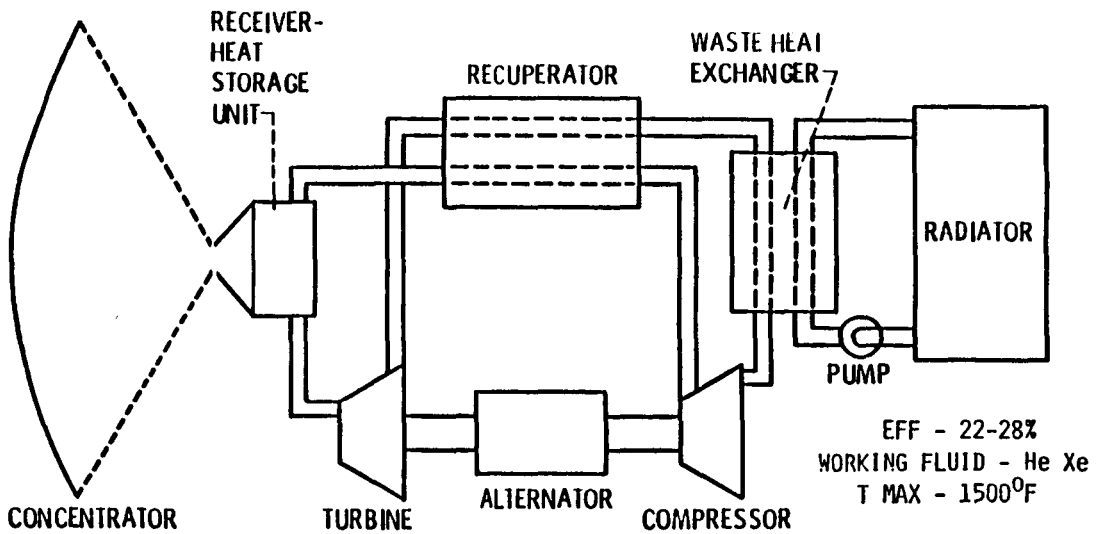 RECEIVER-
HEAT
STORAGE
UNIT
RECUPERATOR
WASTE HEAT
EXCHANGER
RADIATOR
PUMP
EFF - 22-28%
WORKING FLUID - He Xe
T MAX - 1500⁰F
CONCENTRATOR
TURBINE
ALTERNATOR
COMPRESSOR